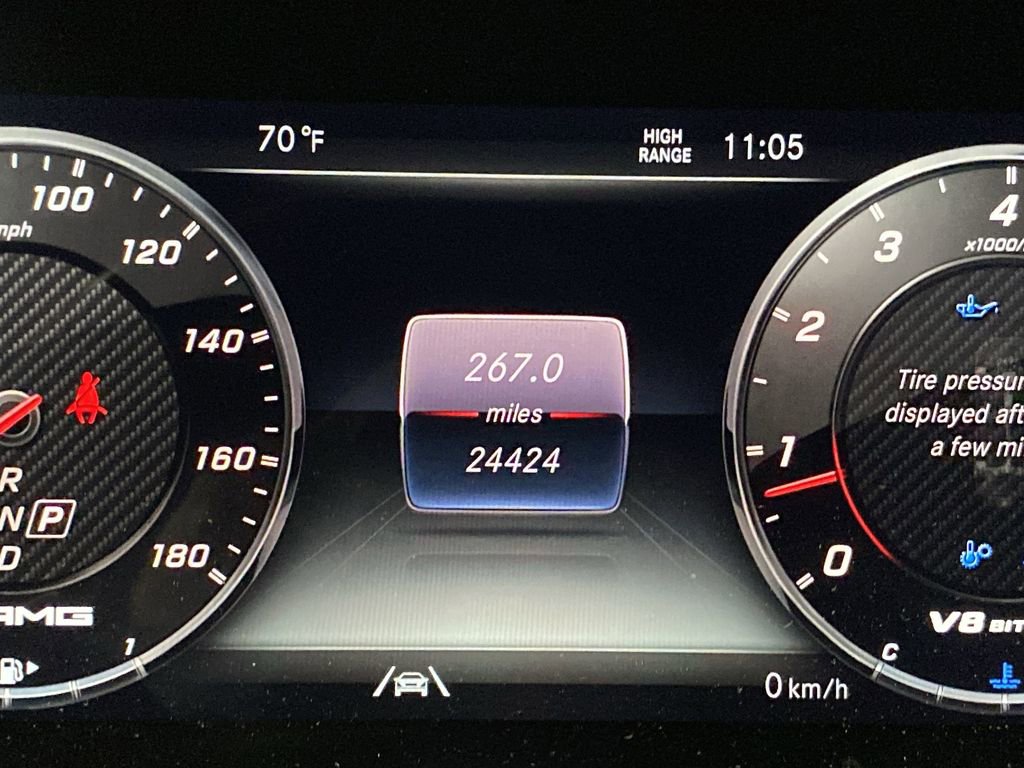 70 °F
HIGH
RANGE
11:05
100
mph
120
140
160
180
R
N P
D
AMG
1
267.0
miles
24424
4
x1000/
3
2
1
0
Tire pressur
displayed aft
a few mi
V8 BIT
C
0 km/h